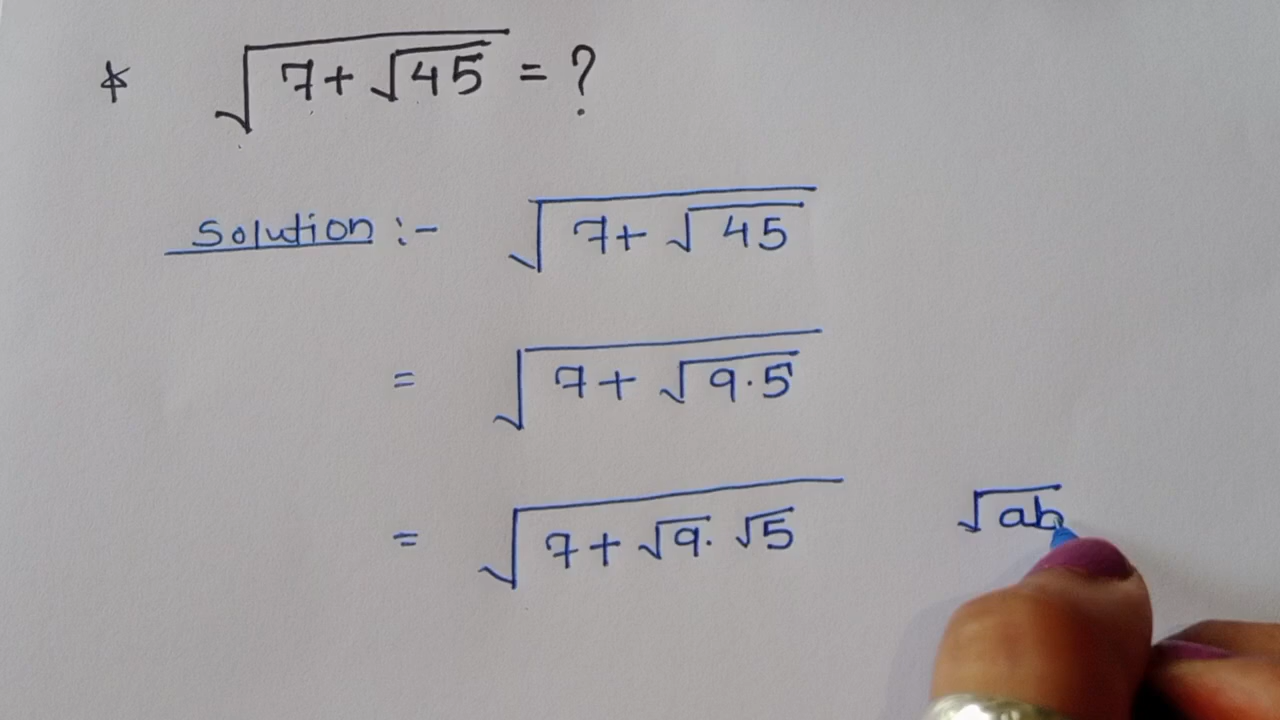 * √(7+√45) = ?
Solution :- √(7+√45)
= √(7+√(9.5))
= √(7+√9.√5) √ab